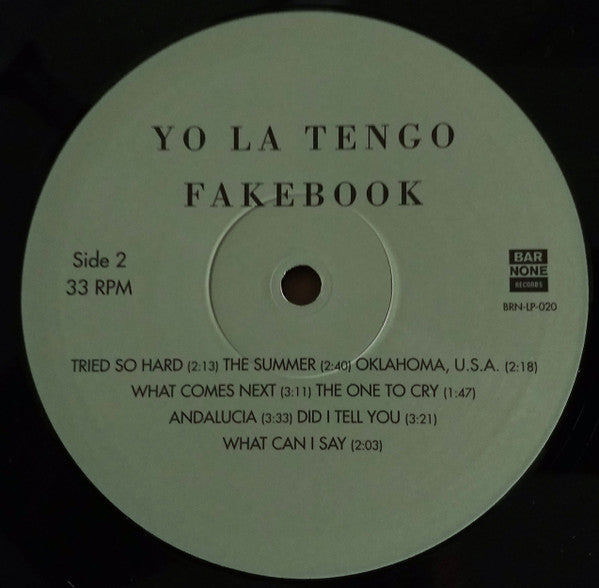 YO LA TENGO
FAKEBOOK
Side 2
33 RPM
BAR
NONE
RECORDS
BRN-LP-020
TRIED SO HARD (2:13) THE SUMMER (2:40) OKLAHOMA, U.S.A. (2:18)
WHAT COMES NEXT (3:11) THE ONE TO CRY (1:47)
ANDALUCIA (3:33) DID I TELL YOU (3:21)
WHAT CAN I SAY (2:03)